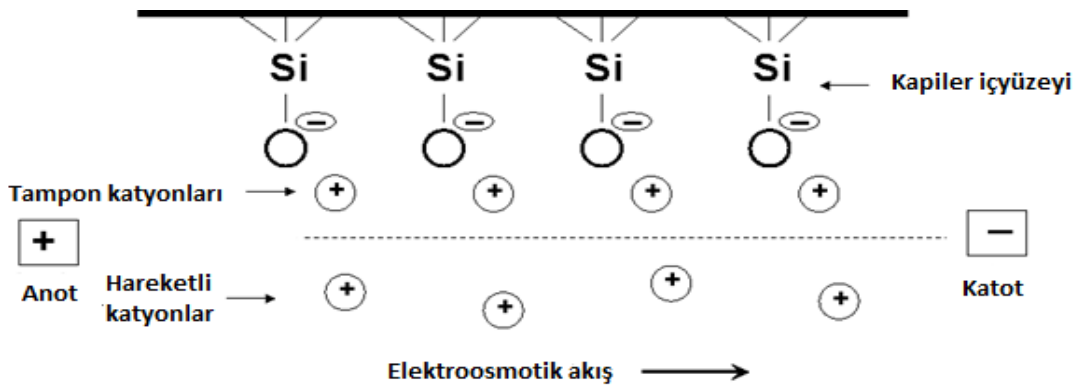 Si Si Si Si
Kapiler içyüzeyi
− − − −
O O O O
Tampon katyonları
+ + + +
+
−
Anot
Hareketli
katyonlar
+ + + +
Katot
Elektroosmotik akış